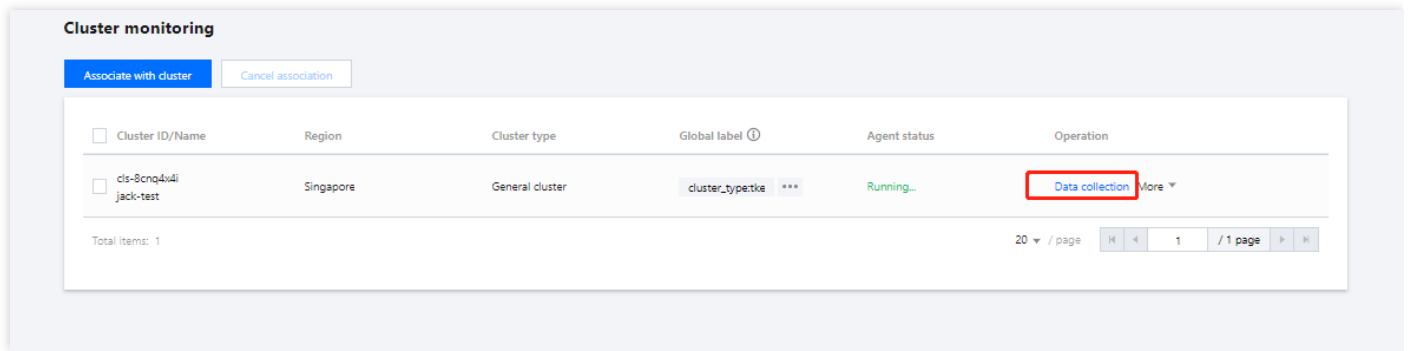 Cluster monitoring
Associate with cluster Cancel association
Cluster ID/Name Region Cluster type Global label Agent status Operation
cls-8cnq4x4i
jack-test Singapore General cluster cluster_type:tke ••• Running... Data collection More
Total items: 1 20 / page 1 / 1 page